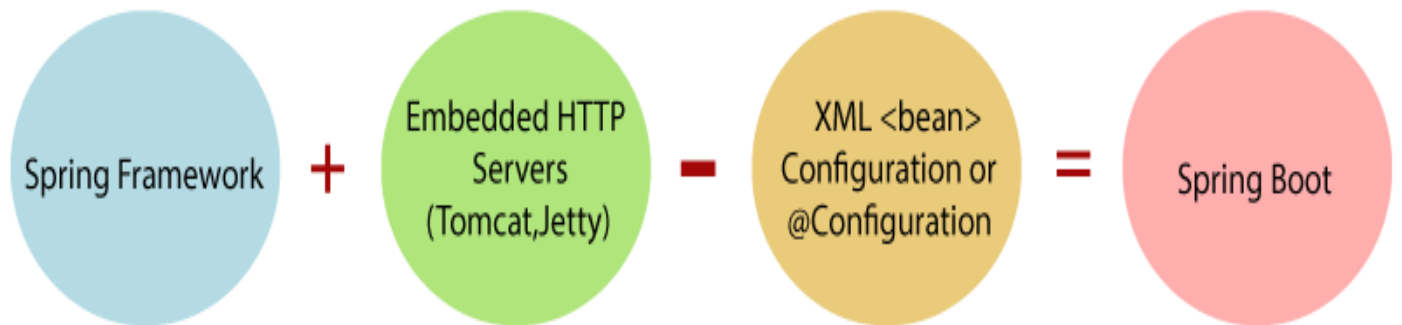 Spring Framework
+
Embedded HTTP
Servers
(Tomcat,Jetty)
-
XML <bean>
Configuration or
@Configuration
=
Spring Boot